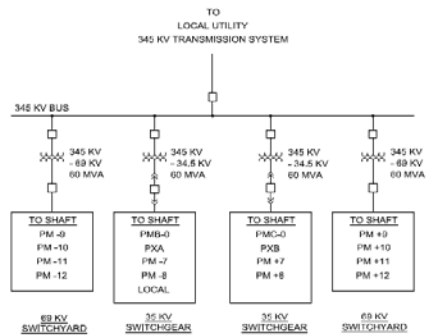 TO
LOCAL UTILITY
345 KV TRANSMISSION SYSTEM
345 KV BUS
345 KV
- 69 KV
60 MVA
345 KV
- 34.5 KV
60 MVA
345 KV
- 34.5 KV
60 MVA
345 KV
- 69 KV
60 MVA
TO SHAFT
PM -9
PM -10
PM -11
PM -12
TO SHAFT
PMB-0
PXA
PM -7
PM -8
LOCAL
TO SHAFT
PMC-0
PXB
PM +7
PM +8
TO SHAFT
PM +9
PM +10
PM +11
PM +12
69 KV
SWITCHYARD
35 KV
SWITCHGEAR
35 KV
SWITCHGEAR
69 KV
SWITCHYARD